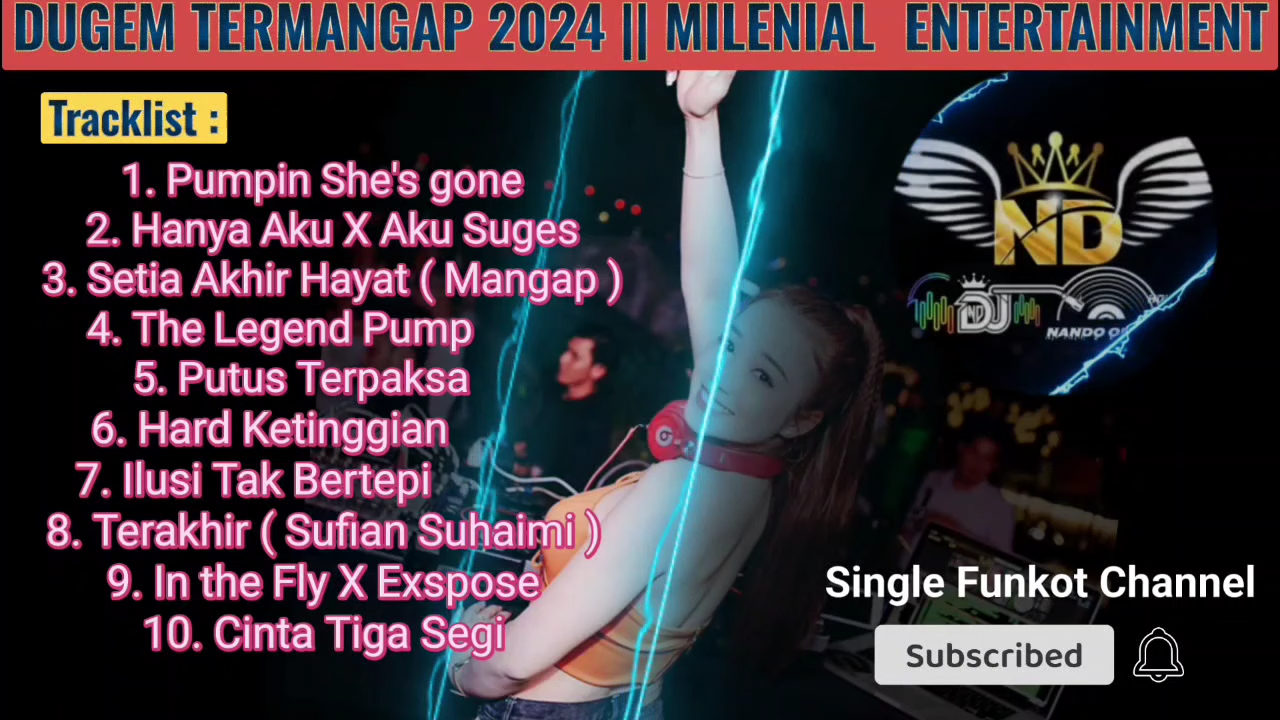 DUGEM TERMANGAP 2024 || MILENIAL ENTERTAINMENT
Tracklist :
1. Pumpin She's gone
2. Hanya Aku X Aku Suges
3. Setia Akhir Hayat ( Mangap )
4. The Legend Pump
5. Putus Terpaksa
6. Hard Ketinggian
7. Ilusi Tak Bertepi
8. Terakhir ( Sufian Suhaimi )
9. In the Fly X Exspose
10. Cinta Tiga Segi
ND
DJ
NANDO
Single Funkot Channel
Subscribed